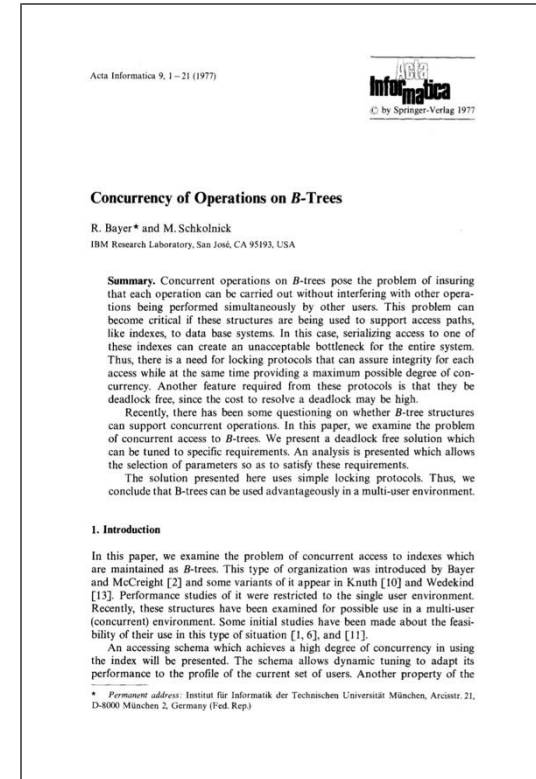 Acta Informatica 9, 1–21 (1977)
Acta
Informatica
© by Springer-Verlag 1977
Concurrency of Operations on B-Trees
R. Bayer* and M. Schkolnick
IBM Research Laboratory, San José, CA 95193, USA
Summary. Concurrent operations on B-trees pose the problem of insuring
that each operation can be carried out without interfering with other opera-
tions being performed simultaneously by other users. This problem can
become critical if these structures are being used to support access paths,
like indexes, to data base systems. In this case, serializing access to one of
these indexes can create an unacceptable bottleneck for the entire system.
Thus, there is a need for locking protocols that can assure integrity for each
access while at the same time providing a maximum possible degree of con-
currency. Another feature required from these protocols is that they be
deadlock free, since the cost to resolve a deadlock may be high.
Recently, there has been some questioning on whether B-tree structures
can support concurrent operations. In this paper, we examine the problem
of concurrent access to B-trees. We present a deadlock free solution which
can be tuned to specific requirements. An analysis is presented which allows
the selection of parameters so as to satisfy these requirements.
The solution presented here uses simple locking protocols. Thus, we
conclude that B-trees can be used advantageously in a multi-user environment.
1. Introduction
In this paper, we examine the problem of concurrent access to indexes which
are maintained as B-trees. This type of organization was introduced by Bayer
and McCreight [2] and some variants of it appear in Knuth [10] and Wedekind
[13]. Performance studies of it were restricted to the single user environment.
Recently, these structures have been examined for possible use in a multi-user
(concurrent) environment. Some initial studies have been made about the feasi-
bility of their use in this type of situation [1, 6], and [11].
An accessing schema which achieves a high degree of concurrency in using
the index will be presented. The schema allows dynamic tuning to adapt its
performance to the profile of the current set of users. Another property of the
* Permanent address: Institut für Informatik der Technischen Universität München, Arcisstr. 21,
D-8000 München 2, Germany (Fed. Rep.)